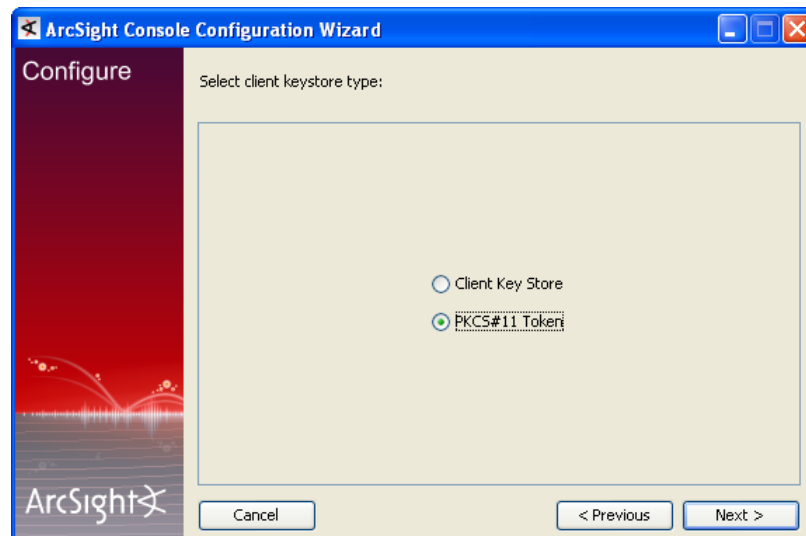 ArcSight Console Configuration Wizard
Configure
Select client keystore type:
Client Key Store
PKCS#11 Token
ArcSight
Cancel
< Previous
Next >